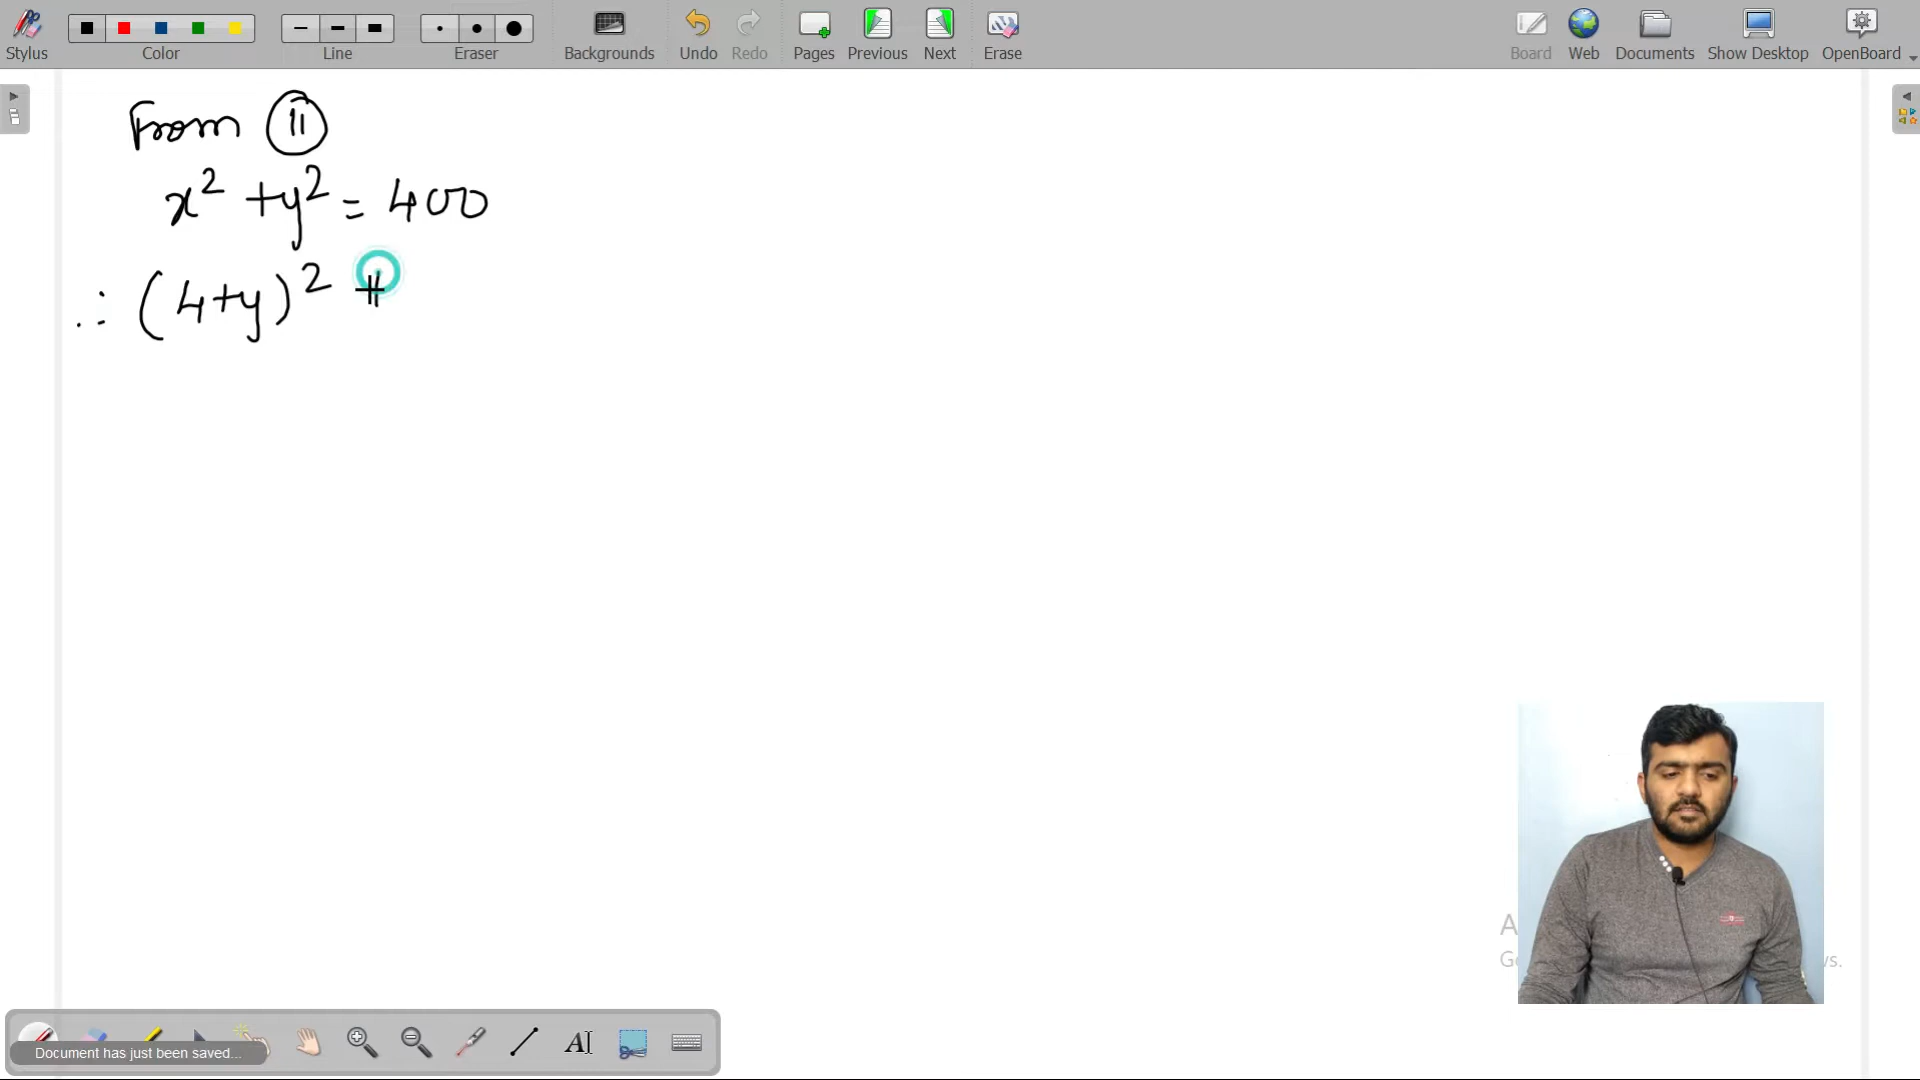 Stylus Color Line Eraser Backgrounds Undo Redo Pages Previous Next Erase Board Web Documents Show Desktop OpenBoard
From (II)
x² + y² = 400
∴ (4+y)² +
Document has just been saved...